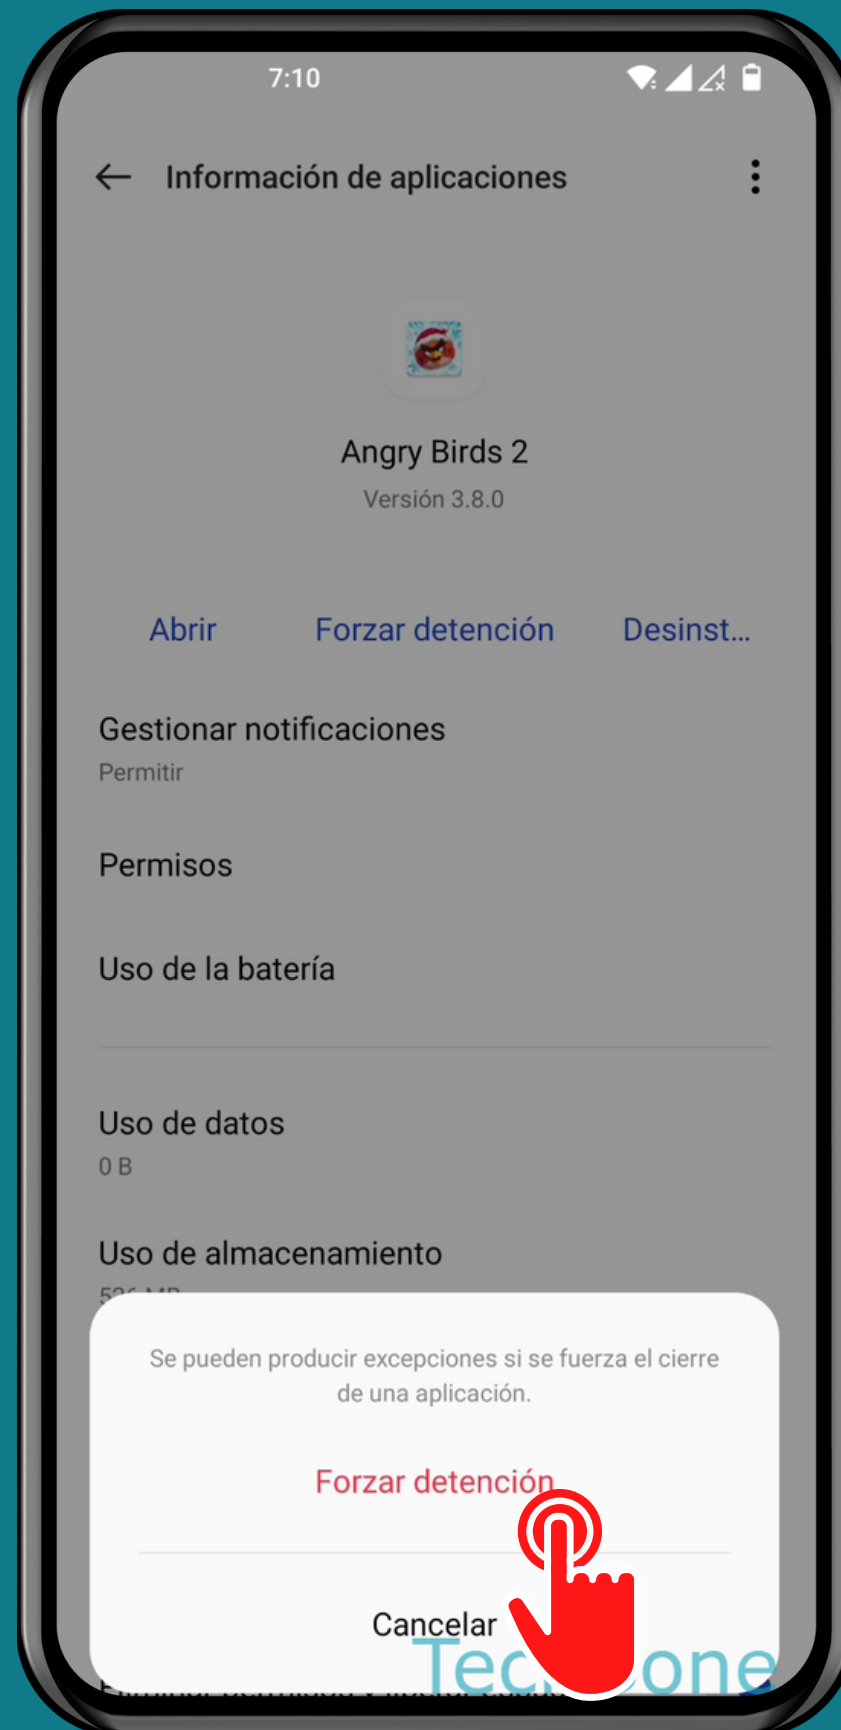 7:10
Información de aplicaciones
Angry Birds 2
Versión 3.8.0
Abrir Forzar detención Desinst...
Gestionar notificaciones
Permitir
Permisos
Uso de la batería
Uso de datos
0 B
Uso de almacenamiento
Se pueden producir excepciones si se fuerza el cierre
de una aplicación.
Forzar detención
Cancelar